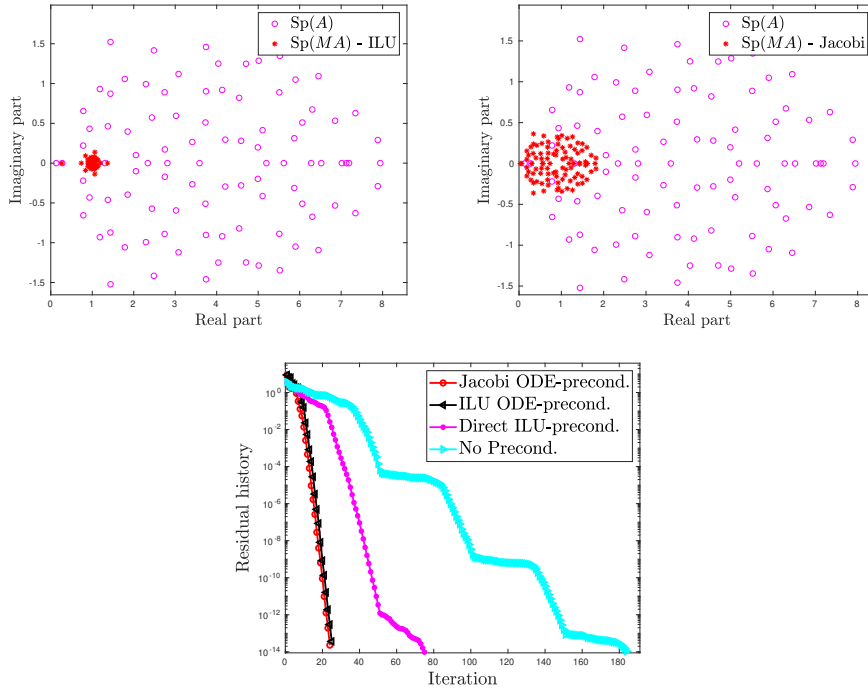 Sp(A)
Sp(MA) - ILU
1.5
1
0.5
0
-0.5
-1
-1.5
Imaginary part
0 1 2 3 4 5 6 7 8
Real part
Sp(A)
Sp(MA) - Jacobi
1.5
1
0.5
0
-0.5
-1
-1.5
Imaginary part
0 1 2 3 4 5 6 7 8
Real part
Jacobi ODE-precond.
ILU ODE-precond.
Direct ILU-precond.
No Precond.
10^0
10^-2
10^-4
10^-6
10^-8
10^-10
10^-12
10^-14
Residual history
0 20 40 60 80 100 120 140 160 180
Iteration